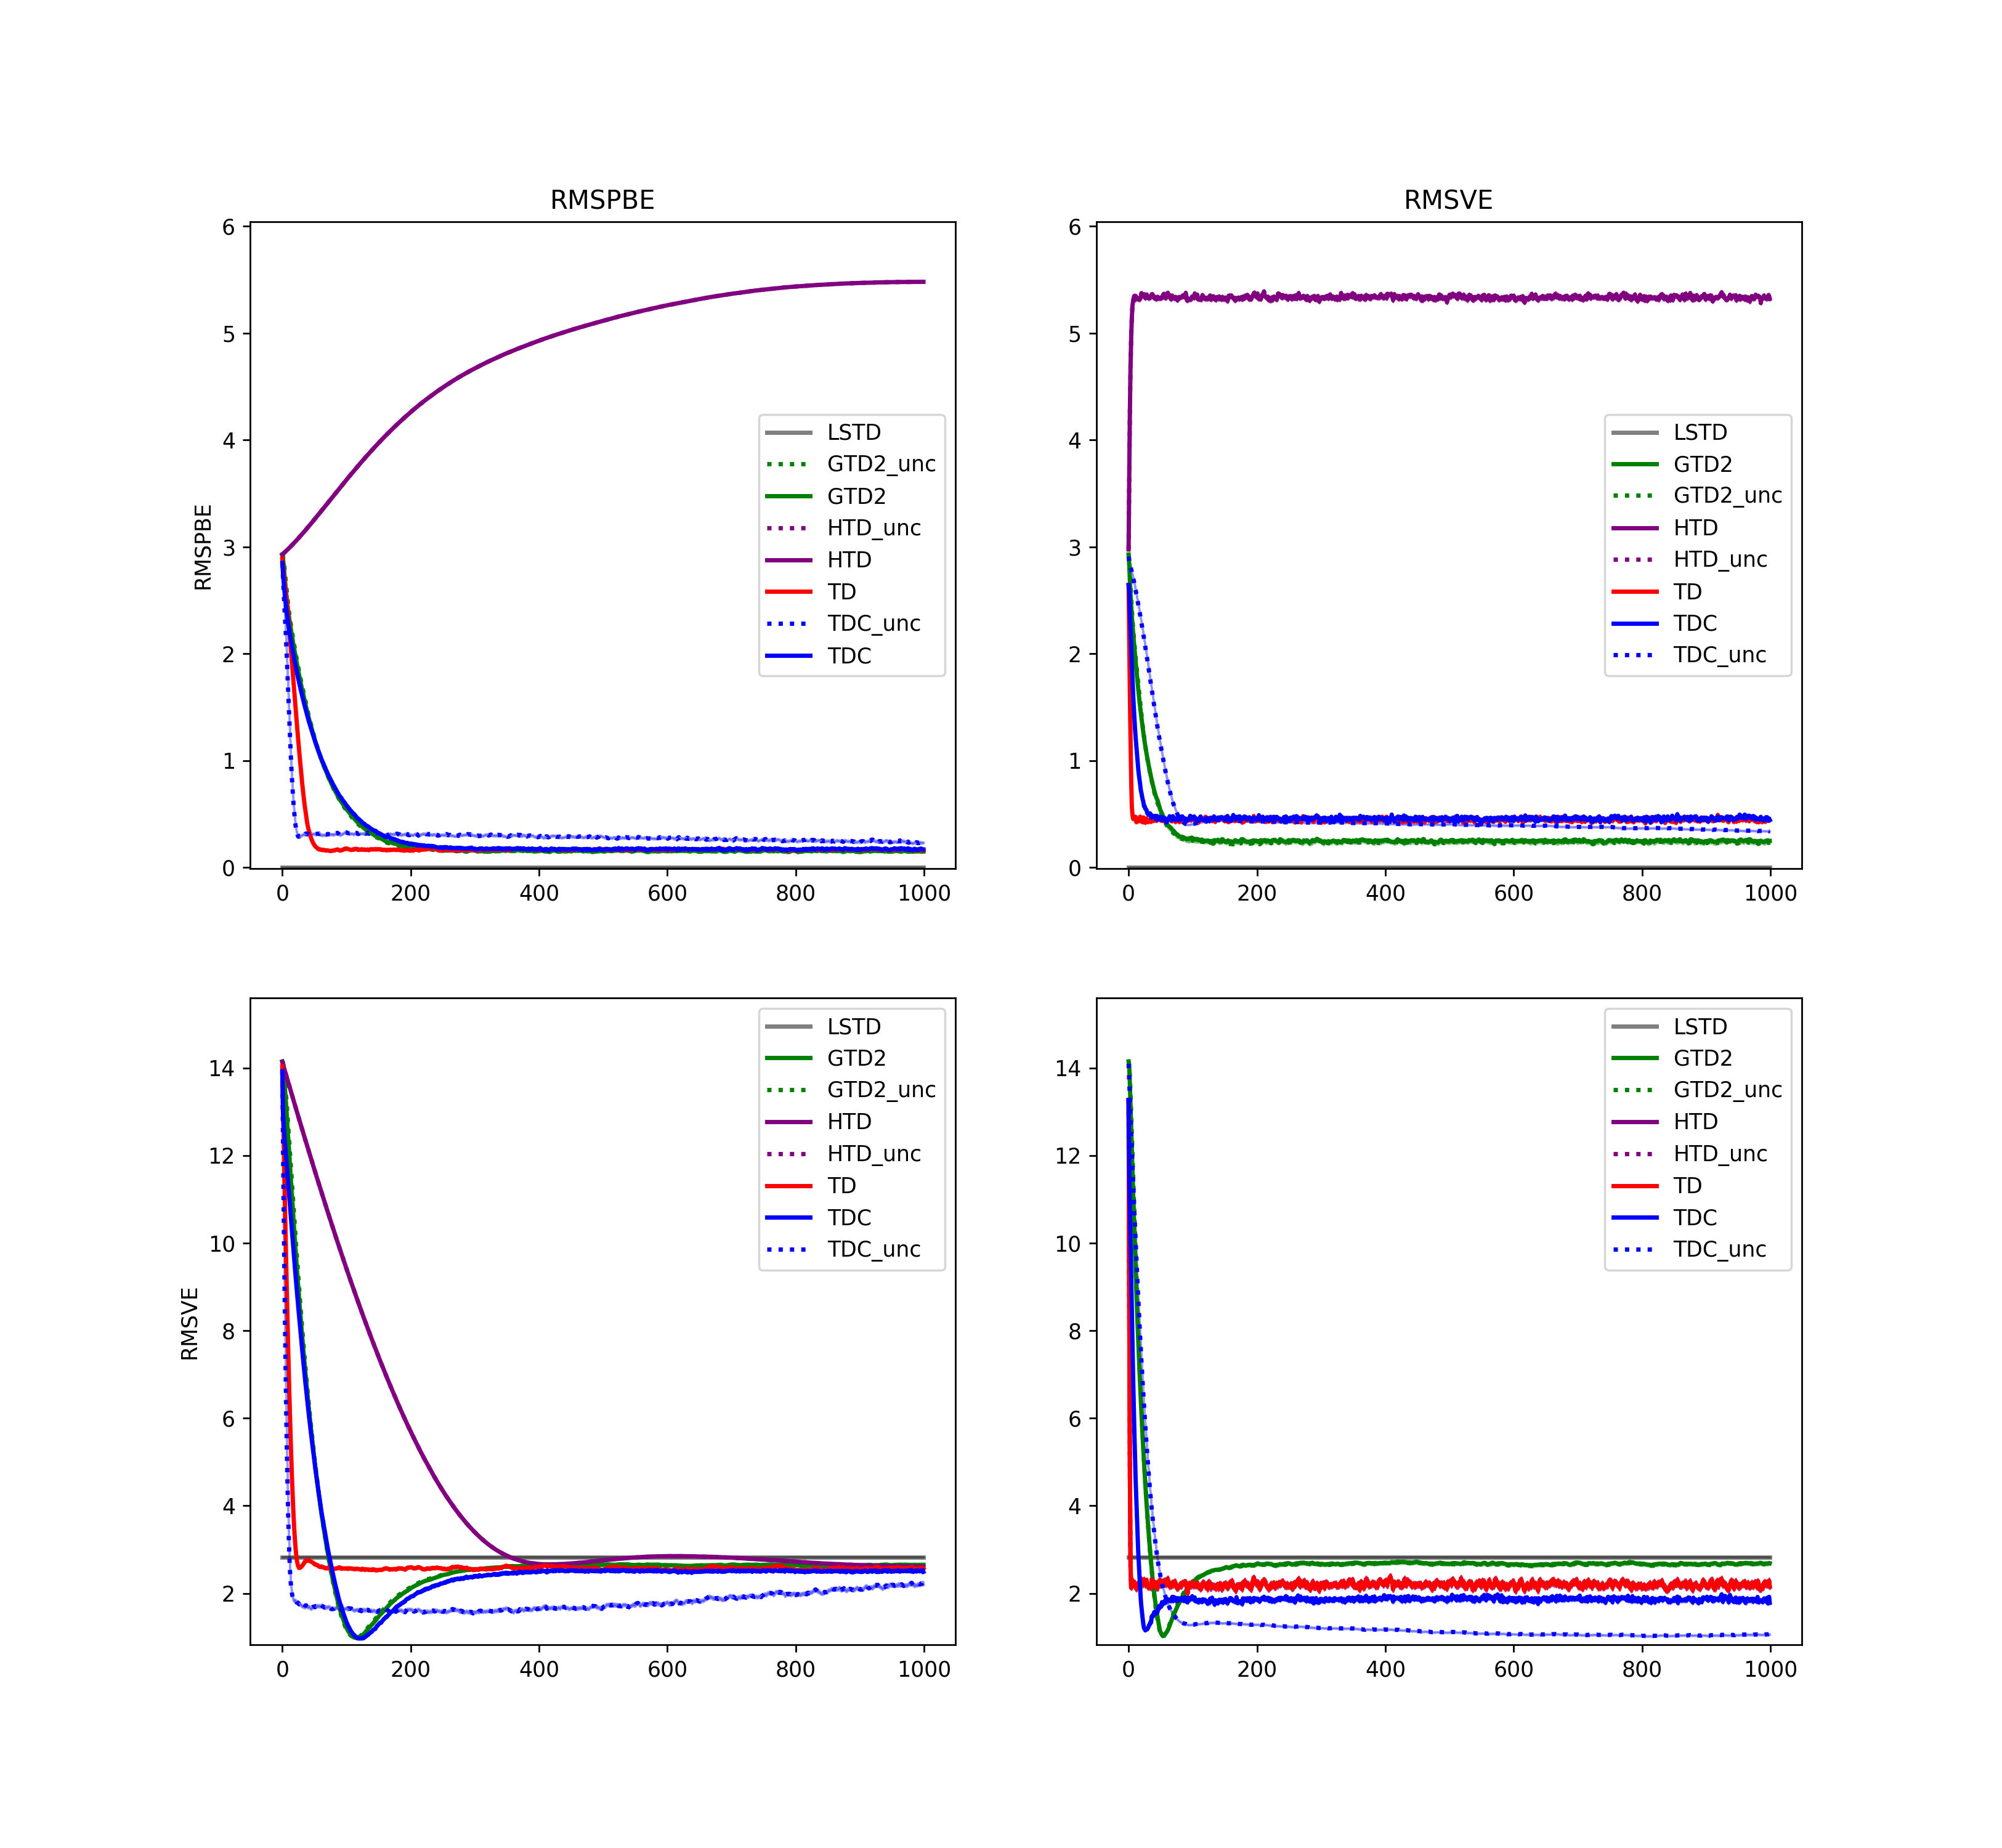 RMSPBE
RMSVE
6
5
4
3
2
1
0
RMSPBE
0 200 400 600 800 1000
LSTD
GTD2_unc
GTD2
HTD_unc
HTD
TD
TDC_unc
TDC
6
5
4
3
2
1
0
0 200 400 600 800 1000
LSTD
GTD2
GTD2_unc
HTD
HTD_unc
TD
TDC
TDC_unc
14
12
10
8
6
4
2
RMSVE
0 200 400 600 800 1000
LSTD
GTD2
GTD2_unc
HTD
HTD_unc
TD
TDC
TDC_unc
14
12
10
8
6
4
2
0 200 400 600 800 1000
LSTD
GTD2
GTD2_unc
HTD
HTD_unc
TD
TDC
TDC_unc